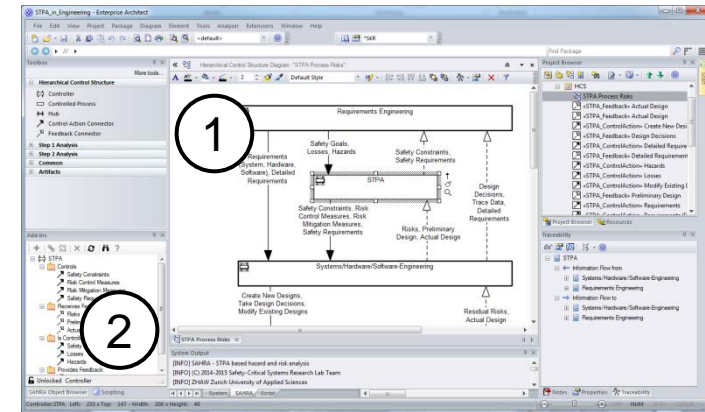 STPA_in_Engineering - Enterprise Architect
File Edit View Project Package Diagram Element Tools Analyzer Extensions Window Help
<default>
Toolbox
More tools...
Hierarchical Control Structure
Controller
Controlled Process
Hub
Control Action Connector
Feedback Connector
Step 1 Analysis
Step 2 Analysis
Common
Artifacts
Hierarchical Control Structure Diagram: "STPA Process Risks"
Default Style
1
Requirements Engineering
Requirements
(System, Hardware,
Software), Detailed
Requirements
Safety Goals,
Losses, Hazards
Safety Constraints,
Safety Requirements
STPA
Safety Constraints, Risk
Control Measures, Risk
Mitigation Measures,
Safety Requirements
Risks, Preliminary
Design, Actual Design
Design
Decisions,
Trace Data,
Detailed
Requirements
Systems/Hardware/Software-Engineering
Create New Designs,
Take Design Decisions,
Modify Existing Designs
Residual Risks,
Actual Design
STPA Process Risks
Add-Ins
STPA
Controls
Safety Constraints
Risk Control Measures
Risk Mitigation Measures
Safety
Receives
Risks
2
Is Control
Safety
Losses
Hazards
Provides Feedback
Unlocked Controller
SAHRA Object Browser Scripting
System Output
[INFO] SAHRA - STPA based hazard and risk analysis
[INFO] (C) 2014-2015 Safety-Critical Systems Research Lab Team
[INFO] ZHAW Zurich University of Applied Sciences
System SAHRA Script
Find Package
Project Browser
HCS
STPA Process Risks
«STPA_Feedback» Actual Design
«STPA_Feedback» Actual Design
«STPA_ControlAction» Create New Desi
«STPA_Feedback» Design Decisions
«STPA_ControlAction» Detailed Require
«STPA_Feedback» Detailed Requirement
«STPA_ControlAction» Hazards
«STPA_ControlAction» Losses
«STPA_ControlAction» Modify Existing I
«STPA_Feedback» Preliminary Design
«STPA_ControlAction» Requirements
Project Browser Resources
Traceability
STPA
Information Flow from
Systems/Hardware/Software-Engineering
Requirements Engineering
Information Flow to
Systems/Hardware/Software-Engineering
Requirements Engineering
Notes Properties Traceability